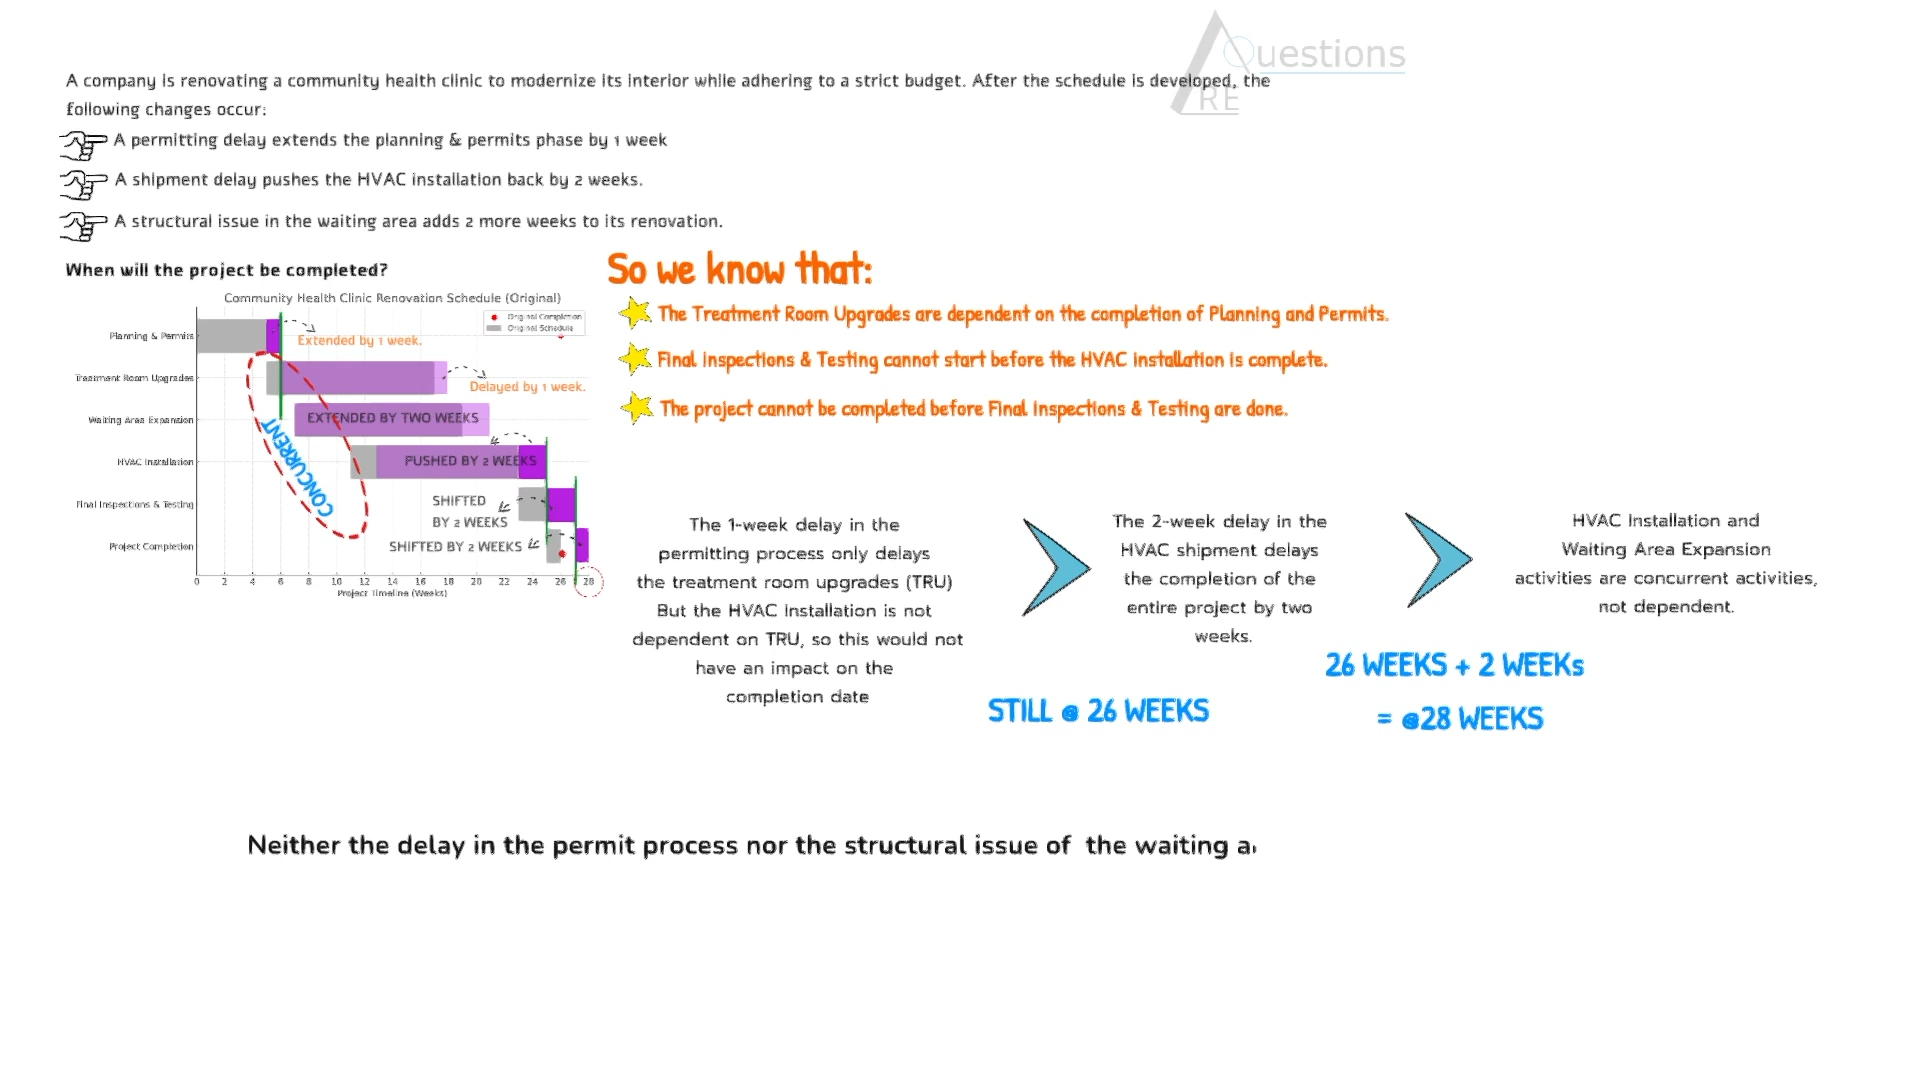 Questions
ARE
A company is renovating a community health clinic to modernize its interior while adhering to a strict budget. After the schedule is developed, the
following changes occur:
A permitting delay extends the planning & permits phase by 1 week
A shipment delay pushes the HVAC installation back by 2 weeks.
A structural issue in the waiting area adds 2 more weeks to its renovation.
When will the project be completed?
So we know that:
The Treatment Room Upgrades are dependent on the completion of Planning and Permits.
Final Inspections & Testing cannot start before the HVAC installation is complete.
The project cannot be completed before Final Inspections & Testing are done.
Community Health Clinic Renovation Schedule (Original)
Original Completion
Original Schedule
Planning & Permits
Extended by 1 week.
Treatment Room Upgrades
Delayed by 1 week.
Waiting Area Expansion
EXTENDED BY TWO WEEKS
HVAC Installation
PUSHED BY 2 WEEKS
CONCURRENT
Final Inspections & Testing
SHIFTED
BY 2 WEEKS
Project Completion
SHIFTED BY 2 WEEKS
0 2 4 6 8 10 12 14 16 18 20 22 24 26 28
Project Timeline (Weeks)
The 1-week delay in the
permitting process only delays
the treatment room upgrades (TRU)
But the HVAC Installation is not
dependent on TRU, so this would not
have an impact on the
completion date
STILL @ 26 WEEKS
The 2-week delay in the
HVAC shipment delays
the completion of the
entire project by two
weeks.
26 WEEKS + 2 WEEKs
= @28 WEEKS
HVAC Installation and
Waiting Area Expansion
activities are concurrent activities,
not dependent.
Neither the delay in the permit process nor the structural issue of the waiting a